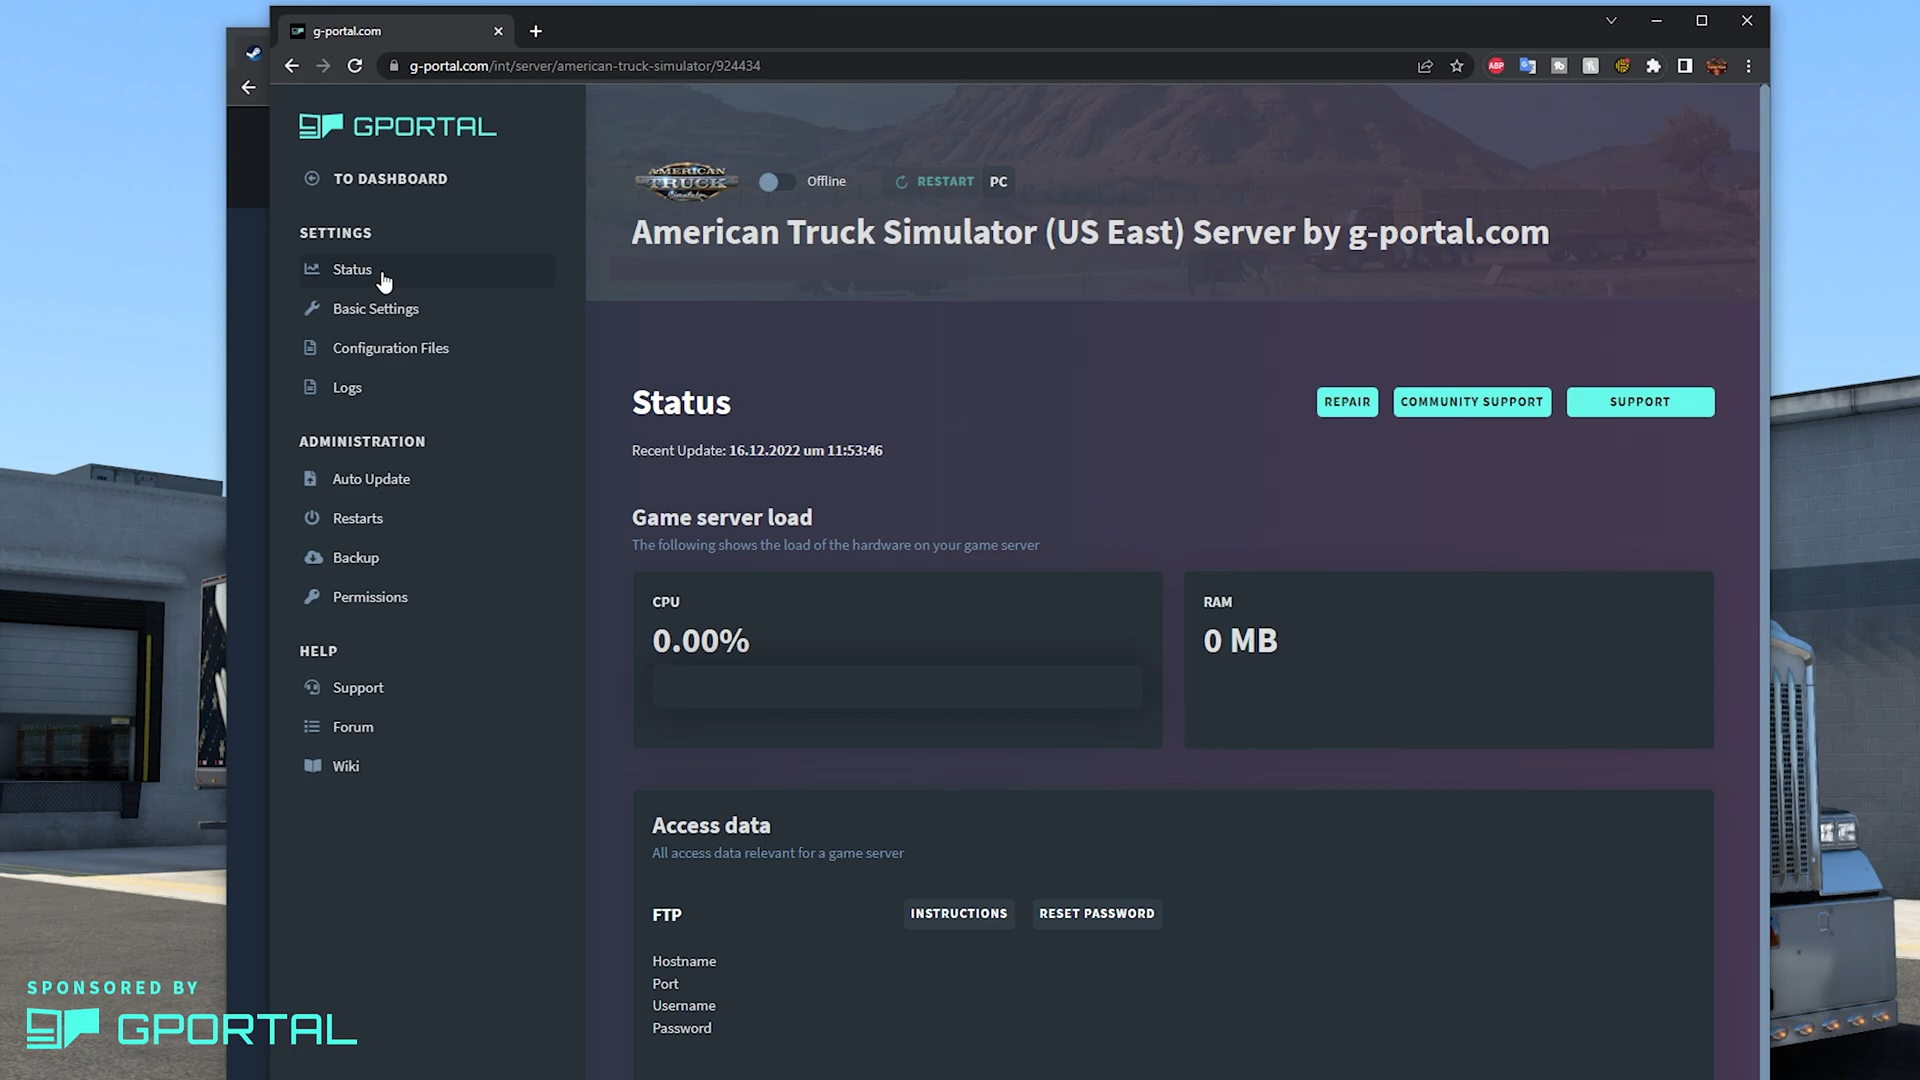 g-portal.com
g-portal.com/int/server/american-truck-simulator/924434
ABP
GPORTAL
TO DASHBOARD
SETTINGS
Status
Basic Settings
Configuration Files
Logs
ADMINISTRATION
Auto Update
Restarts
Backup
Permissions
HELP
Support
Forum
Wiki
AMERICAN TRUCK Simulator
Offline
RESTART
PC
American Truck Simulator (US East) Server by g-portal.com
Status
REPAIR
COMMUNITY SUPPORT
SUPPORT
Recent Update: 16.12.2022 um 11:53:46
Game server load
The following shows the load of the hardware on your game server
CPU
0.00%
RAM
0 MB
Access data
All access data relevant for a game server
FTP
INSTRUCTIONS
RESET PASSWORD
Hostname
Port
Username
Password
SPONSORED BY
GPORTAL